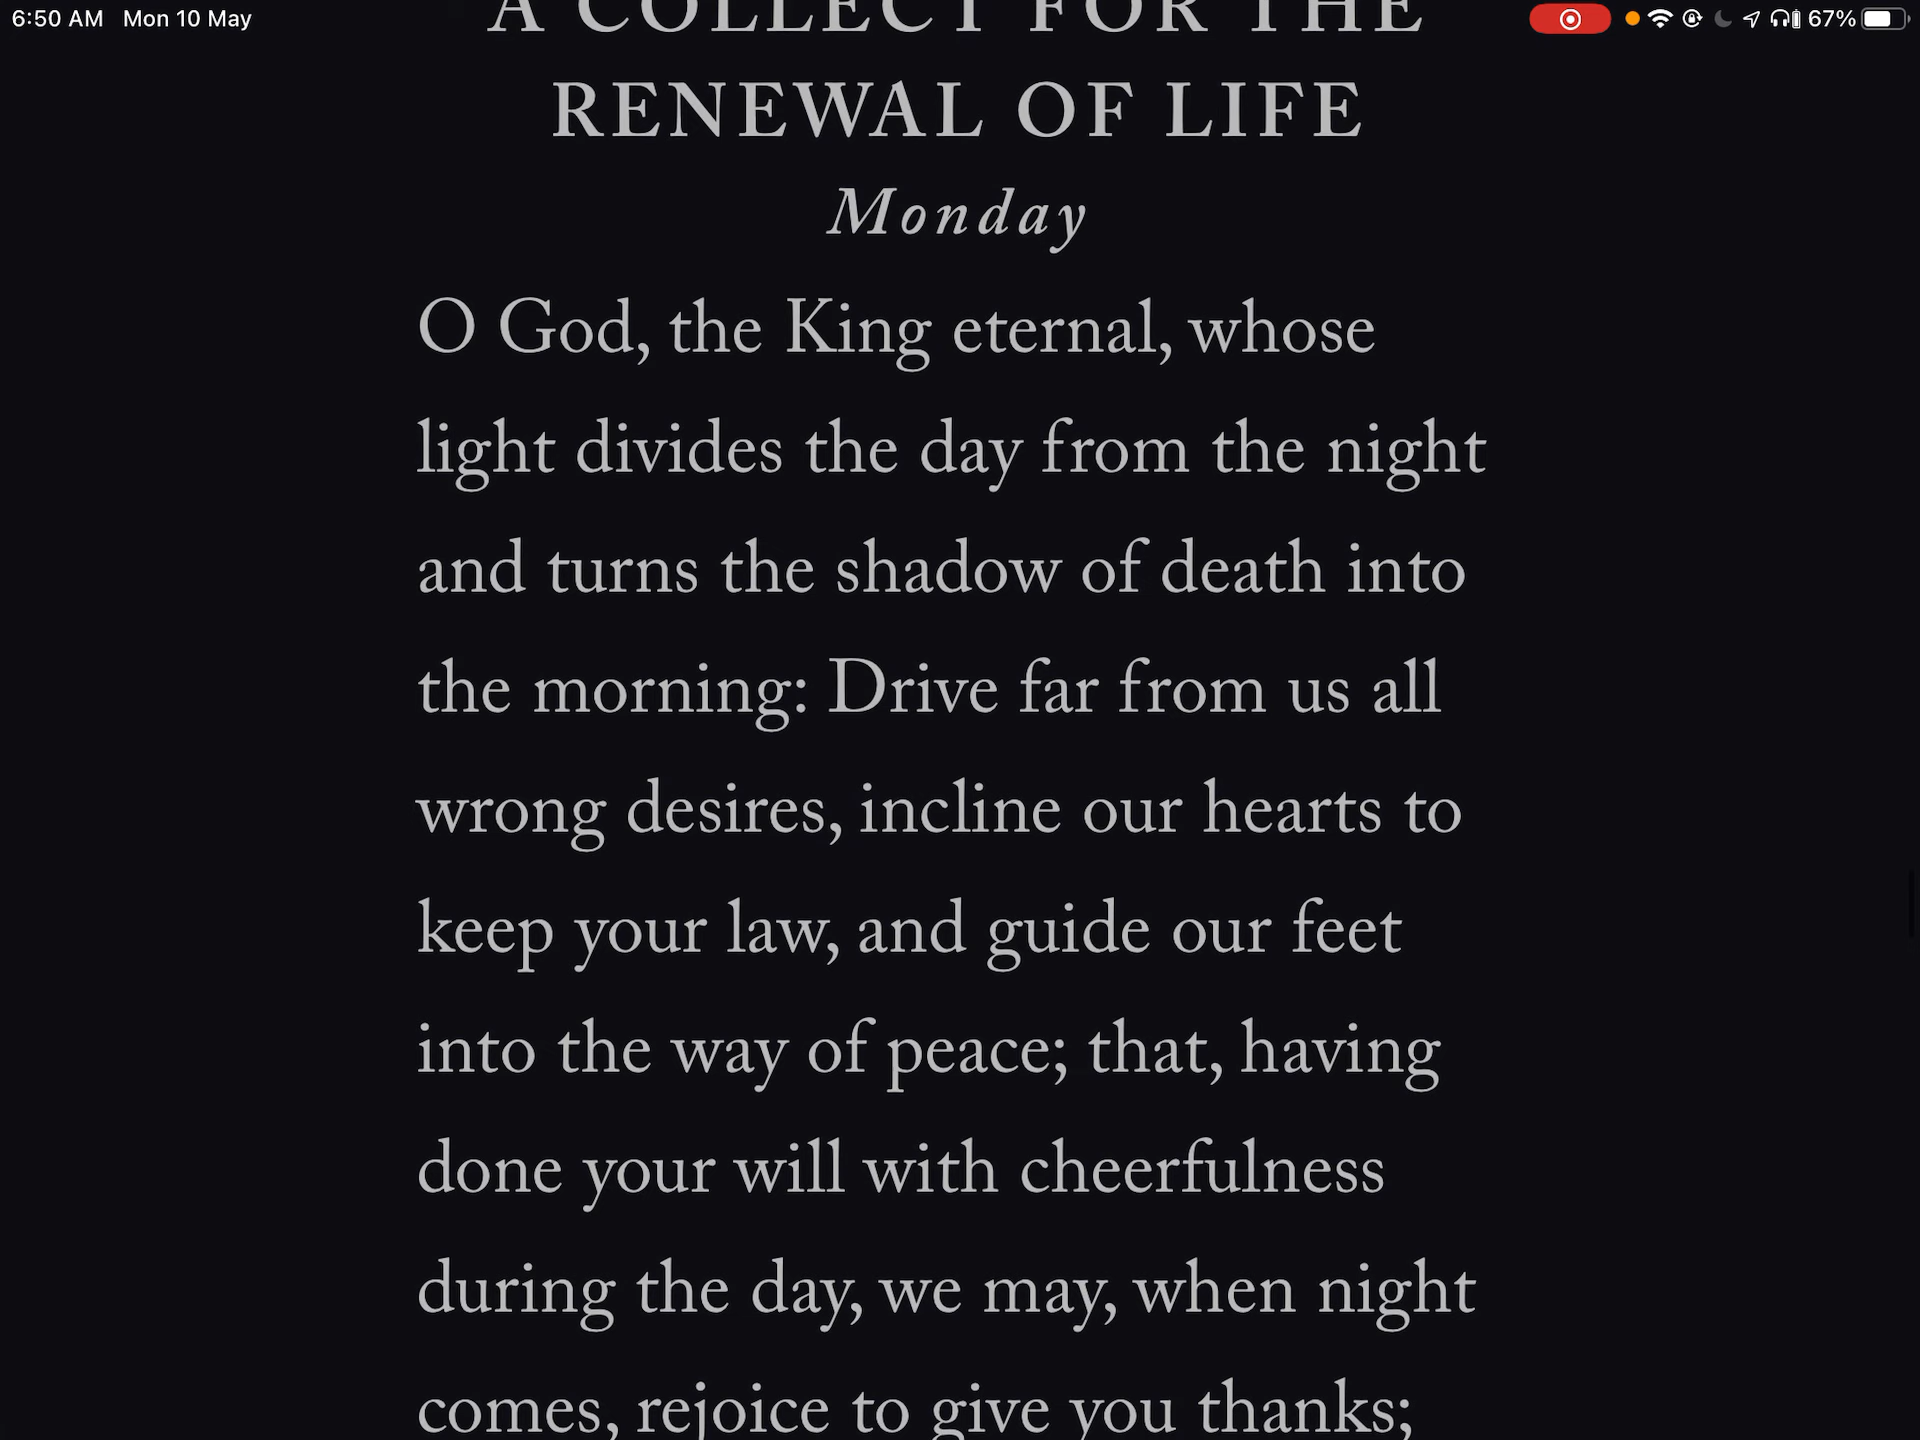 6:50 AM Mon 10 May 67%
A COLLECT FOR THE
RENEWAL OF LIFE
Monday
O God, the King eternal, whose
light divides the day from the night
and turns the shadow of death into
the morning: Drive far from us all
wrong desires, incline our hearts to
keep your law, and guide our feet
into the way of peace; that, having
done your will with cheerfulness
during the day, we may, when night
comes, rejoice to give you thanks;